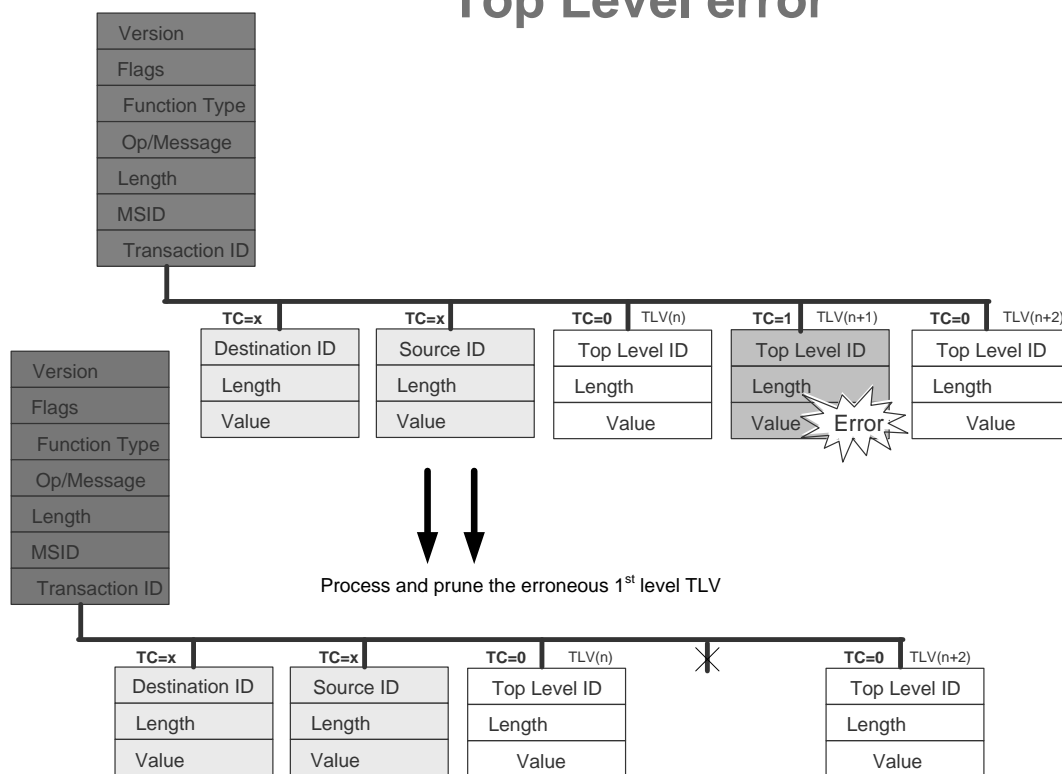 Top Level error
Version
Flags
Function Type
Op/Message
Length
MSID
Transaction ID
TC=x
TC=x
TC=0 TLV(n)
TC=1 TLV(n+1)
TC=0 TLV(n+2)
Destination ID
Length
Value
Source ID
Length
Value
Top Level ID
Length
Value
Top Level ID
Length
Value
Error
Top Level ID
Length
Value
Process and prune the erroneous 1st level TLV
Version
Flags
Function Type
Op/Message
Length
MSID
Transaction ID
TC=x
TC=x
TC=0 TLV(n)
TC=0 TLV(n+2)
Destination ID
Length
Value
Source ID
Length
Value
Top Level ID
Length
Value
Top Level ID
Length
Value